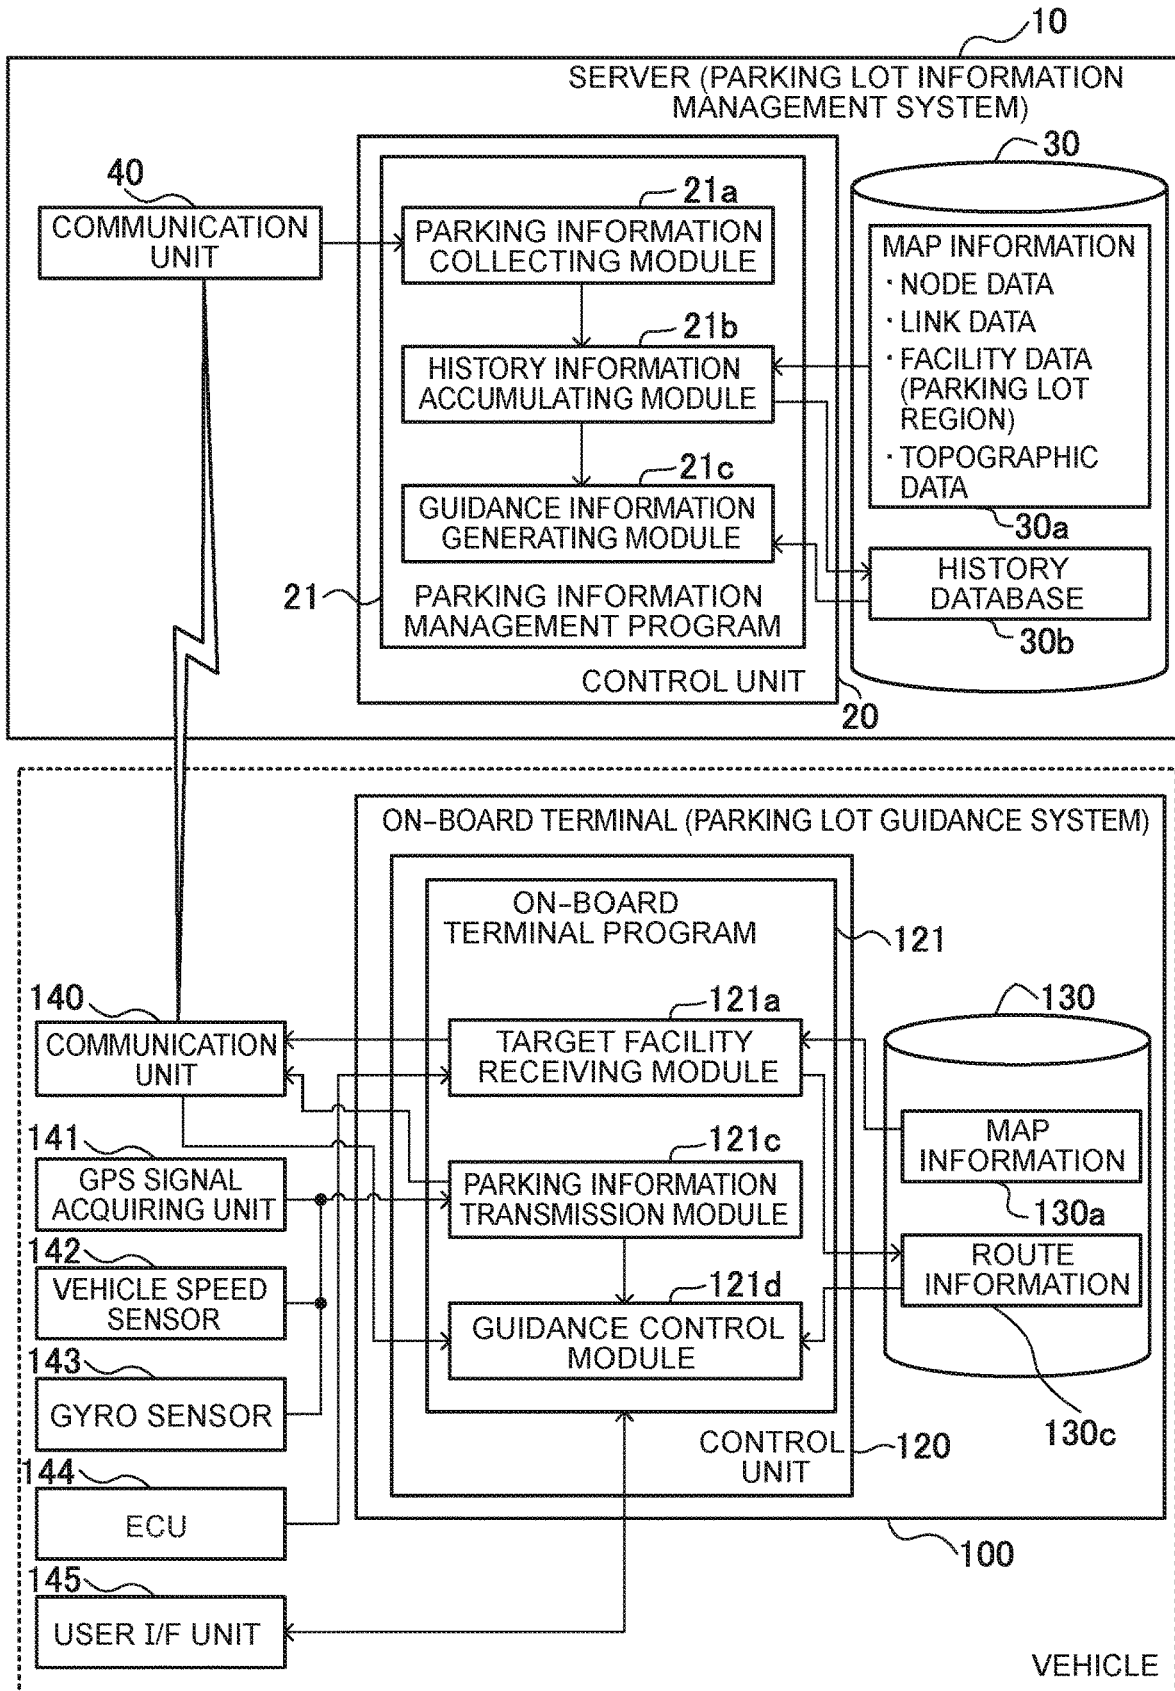 10
SERVER (PARKING LOT INFORMATION
MANAGEMENT SYSTEM)
40
COMMUNICATION
UNIT
21a
PARKING INFORMATION
COLLECTING MODULE
21b
HISTORY INFORMATION
ACCUMULATING MODULE
21c
GUIDANCE INFORMATION
GENERATING MODULE
21
PARKING INFORMATION
MANAGEMENT PROGRAM
CONTROL UNIT
20
30
MAP INFORMATION
・NODE DATA
・LINK DATA
・FACILITY DATA
(PARKING LOT
REGION)
・TOPOGRAPHIC
DATA
30a
HISTORY
DATABASE
30b
ON-BOARD TERMINAL (PARKING LOT GUIDANCE SYSTEM)
ON-BOARD
TERMINAL PROGRAM
121
140
COMMUNICATION
UNIT
121a
TARGET FACILITY
RECEIVING MODULE
130
141
GPS SIGNAL
ACQUIRING UNIT
121c
PARKING INFORMATION
TRANSMISSION MODULE
MAP
INFORMATION
130a
142
VEHICLE SPEED
SENSOR
121d
GUIDANCE CONTROL
MODULE
ROUTE
INFORMATION
130c
143
GYRO SENSOR
CONTROL
UNIT
120
144
ECU
100
145
USER I/F UNIT
VEHICLE